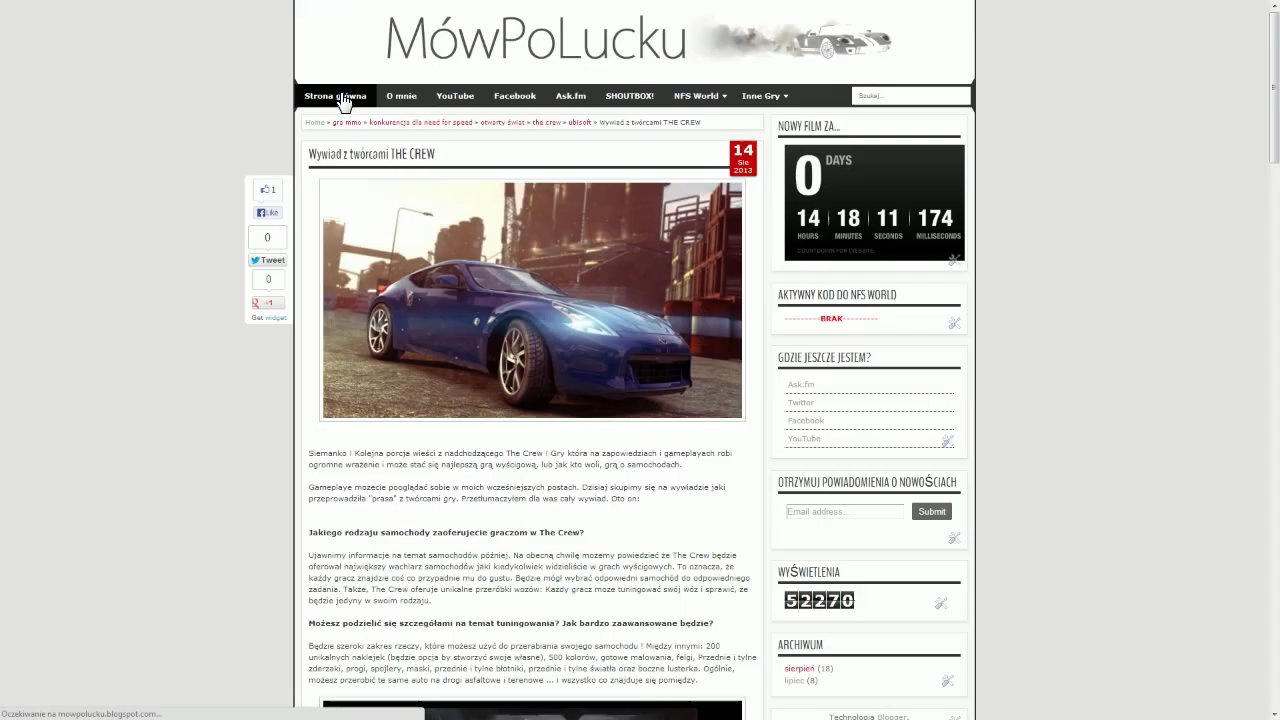 MówPoLucku
Strona główna O mnie YouTube Facebook Ask.fm SHOUTBOX! NFS World Inne Gry Szukaj...
Home » gra mmo » konkurencja dla need for speed » otwarty świat » the crew » ubisoft » Wywiad z twórcami THE CREW
Wywiad z twórcami THE CREW
14
Sie
2013
1
Like
0
Tweet
0
+1
Get widget
Siemanko ! Kolejna porcja wieści z nadchodzącego The Crew ! Gry która na zapowiedziach i gameplayach robi
ogromne wrażenie i może stać się najlepszą grą wyścigową, lub jak kto woli, grą o samochodach.
Gameplaye możecie pooglądać sobie w moich wcześniejszych postach. Dzisiaj skupimy się na wywiadzie jaki
przeprowadziła "prasa" z twórcami gry. Przetłumaczyłem dla was cały wywiad. Oto on:
Jakiego rodzaju samochody zaoferujecie graczom w The Crew?
Ujawnimy informacje na temat samochodów później. Na obecną chwilę możemy powiedzieć że The Crew będzie
oferował największy wachlarz samochodów jaki kiedykolwiek widzieliście w grach wyścigowych. To oznacza, że
każdy gracz znajdzie coś co przypadnie mu do gustu. Będzie mógł wybrać odpowiedni samochód do odpowiedniego
zadania. Także, The Crew oferuje unikalne przeróbki wozów: Każdy gracz może tuningować swój wóz i sprawić, że
będzie jedyny w swoim rodzaju.
Możesz podzielić się szczegółami na temat tuningowania? Jak bardzo zaawansowane będzie?
Będzie szeroki zakres rzeczy, które możesz użyć do przerabiania swojego samochodu ! Między innymi: 200
unikalnych naklejek (będzie opcja by stworzyć swoje własne), 500 kolorów, gotowe malowania, felgi, Przednie i tylne
zderzaki, progi, spojlery, maski, przednie i tylne błotniki, przednie i tylne światła oraz boczne lusterka. Ogólnie,
możesz przerobić te same auto na drogi asfaltowe i terenowe ... i wszystko co znajduje się pomiędzy.
NOWY FILM ZA...
0 DAYS
14 18 11 174
HOURS MINUTES SECONDS MILLISECONDS
COUNTDOWN FOR WEBSITE
AKTYWNY KOD DO NFS WORLD
---------BRAK---------
GDZIE JESZCZE JESTEM?
Ask.fm
Twitter
Facebook
YouTube
OTRZYMUJ POWIADOMIENIA O NOWOŚCIACH
Email address... Submit
WYŚWIETLENIA
52270
ARCHIWUM
sierpień (18)
lipiec (8)
Technologia Blogger.
Oczekiwanie na mowpolucku.blogspot.com...